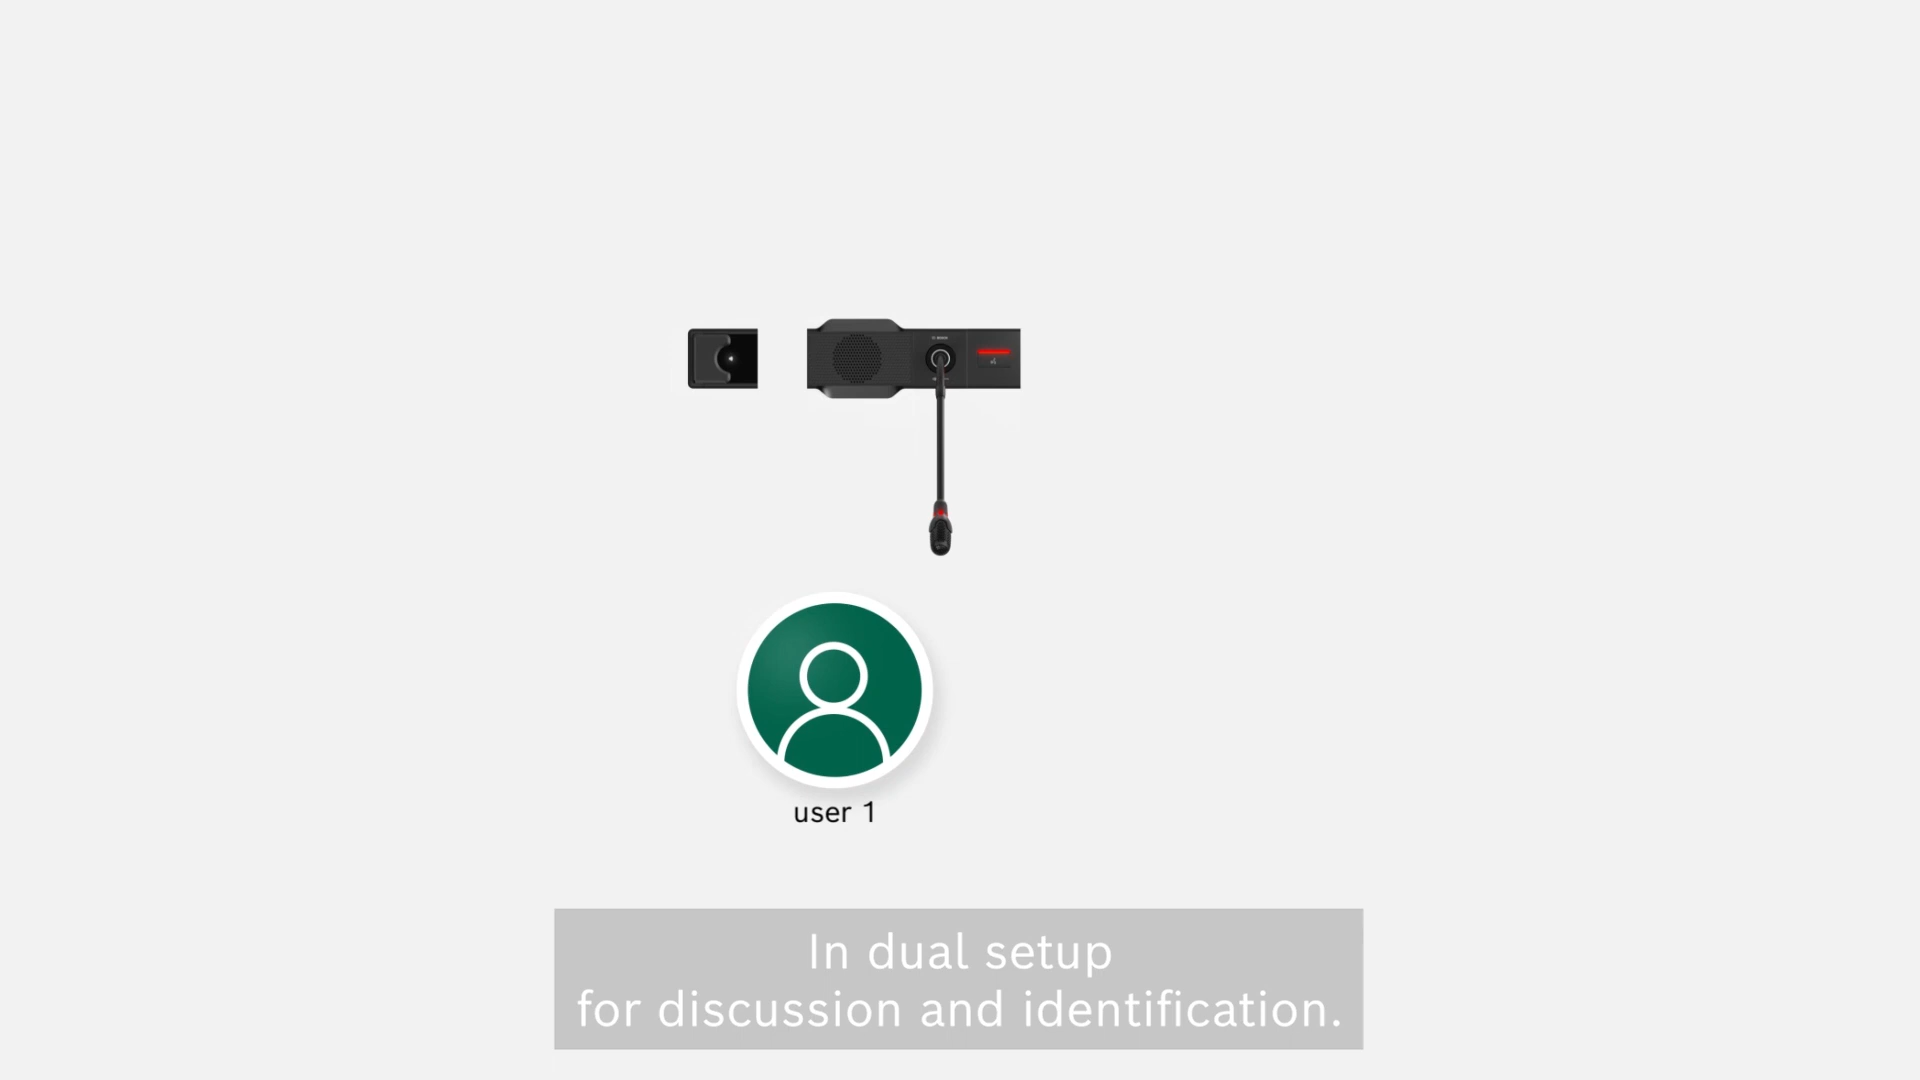 user 1
In dual setup
for discussion and identification.